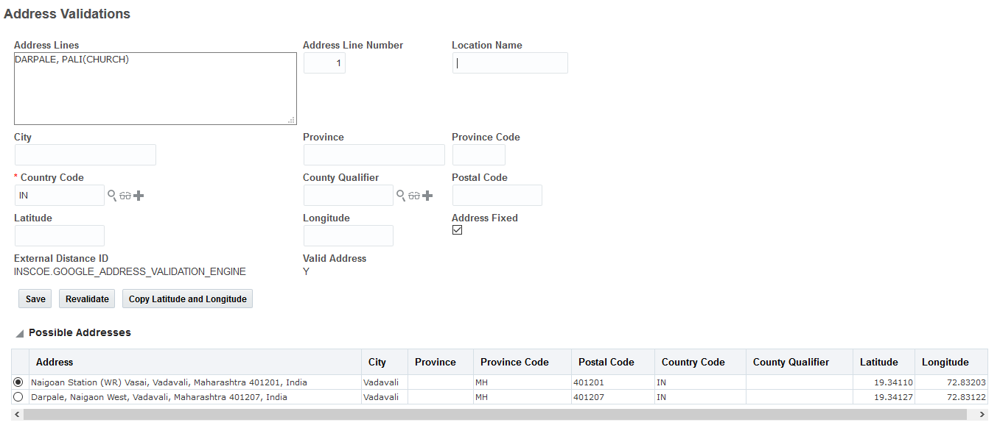 Address Validations
Address Lines Address Line Number Location Name
DARPALE, PALI(CHURCH) 1
City Province Province Code
* Country Code County Qualifier Postal Code
IN
Latitude Longitude Address Fixed
External Distance ID Valid Address
INSCOE.GOOGLE_ADDRESS_VALIDATION_ENGINE Y
Save Revalidate Copy Latitude and Longitude
Possible Addresses
Address City Province Province Code Postal Code Country Code County Qualifier Latitude Longitude
Naigoan Station (WR) Vasai, Vadavali, Maharashtra 401201, India Vadavali MH 401201 IN 19.34110 72.83203
Darpale, Naigaon West, Vadavali, Maharashtra 401207, India Vadavali MH 401207 IN 19.34127 72.83122